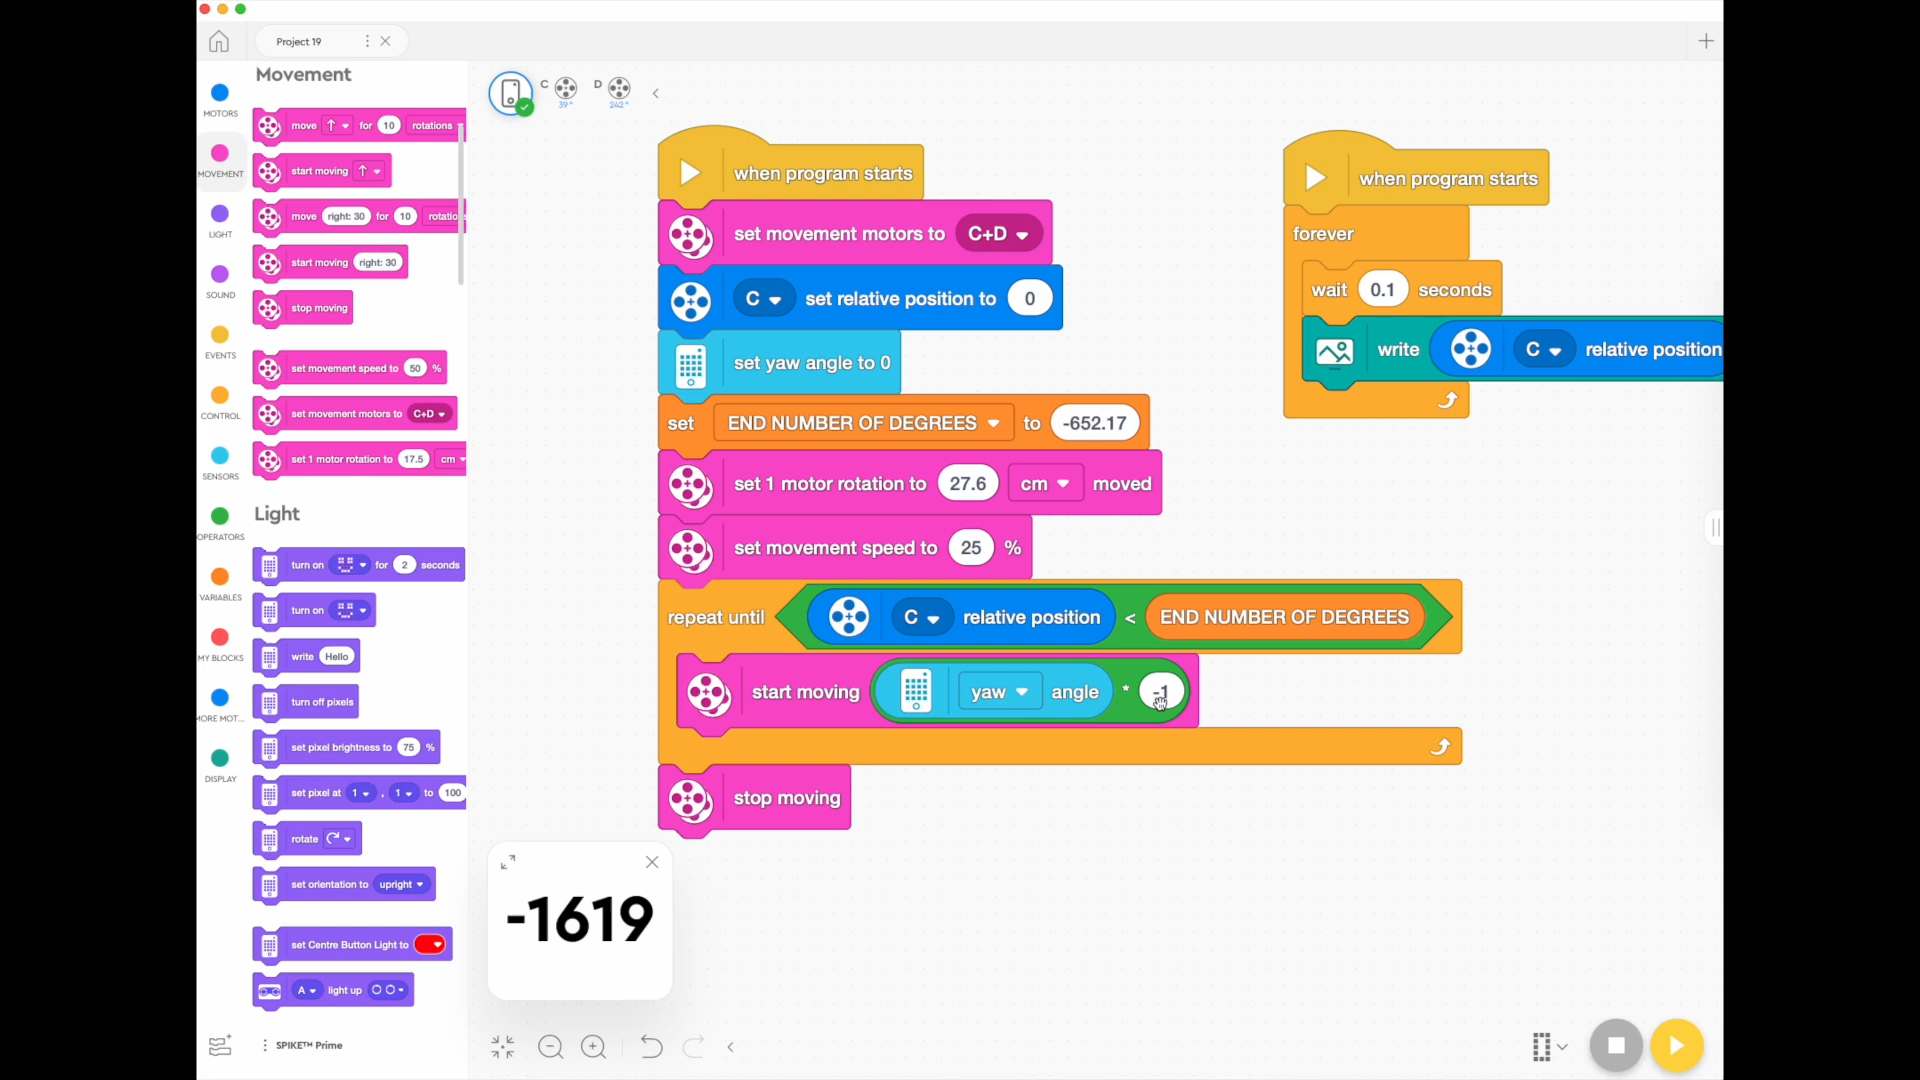 Project 19
Movement
MOTORS
MOVEMENT
LIGHT
SOUND
EVENTS
CONTROL
SENSORS
OPERATORS
VARIABLES
MY BLOCKS
MORE MOT...
DISPLAY
move for 10 rotations
start moving
move right: 30 for 10 rotations
start moving right: 30
stop moving
set movement speed to 50 %
set movement motors to C+D
set 1 motor rotation to 17.5 cm
Light
turn on for 2 seconds
turn on
write Hello
turn off pixels
set pixel brightness to 75 %
set pixel at 1 , 1 to 100
rotate
set orientation to upright
set Centre Button Light to
A light up
SPIKE™ Prime
C 39°
D 242°
when program starts
set movement motors to C+D
C set relative position to 0
set yaw angle to 0
set END NUMBER OF DEGREES to -652.17
set 1 motor rotation to 27.6 cm moved
set movement speed to 25 %
repeat until C relative position < END NUMBER OF DEGREES
start moving yaw angle * -1
stop moving
when program starts
forever
wait 0.1 seconds
write C relative position
-1619